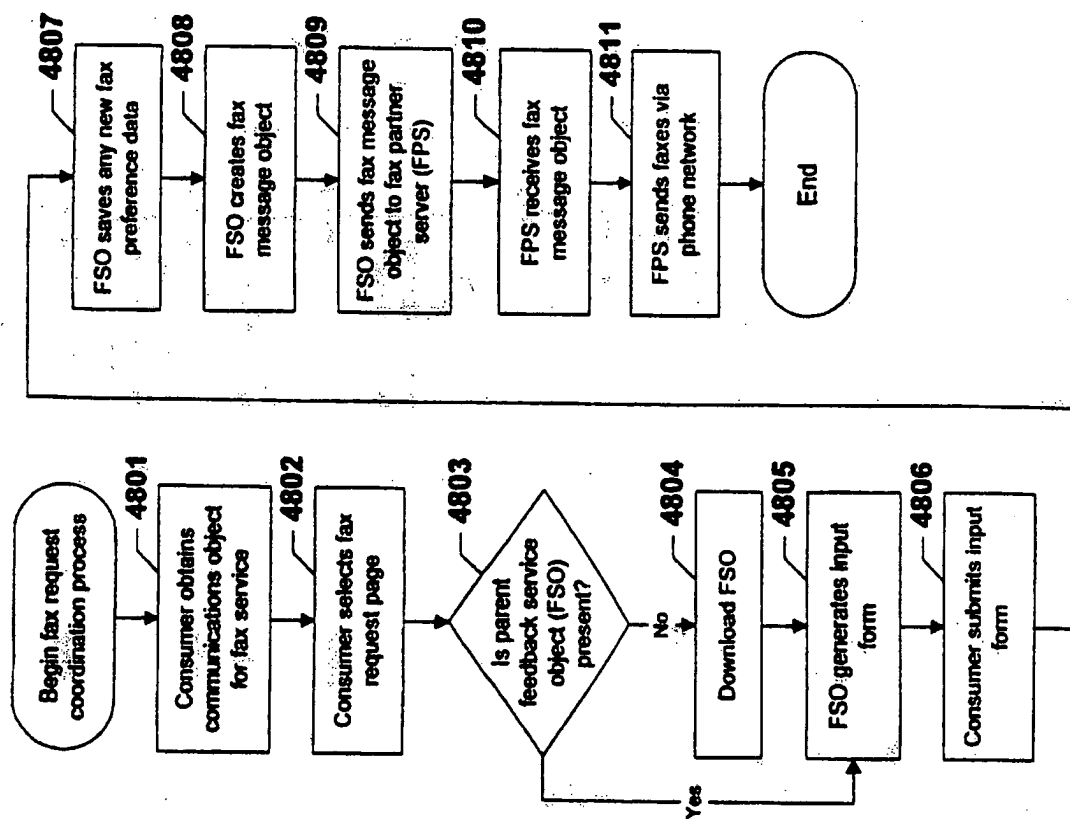 Begin fax request
coordination process
4801
Consumer obtains
communications object
for fax service
4802
Consumer selects fax
request page
4803
Is parent
feedback service
object (FSO)
present?
No
Yes
4804
Download FSO
4805
FSO generates input
form
4806
Consumer submits input
form
4807
FSO saves any new fax
preference data
4808
FSO creates fax
message object
4809
FSO sends fax message
object to fax partner
server (FPS)
4810
FPS receives fax
message object
4811
FPS sends faxes via
phone network
End